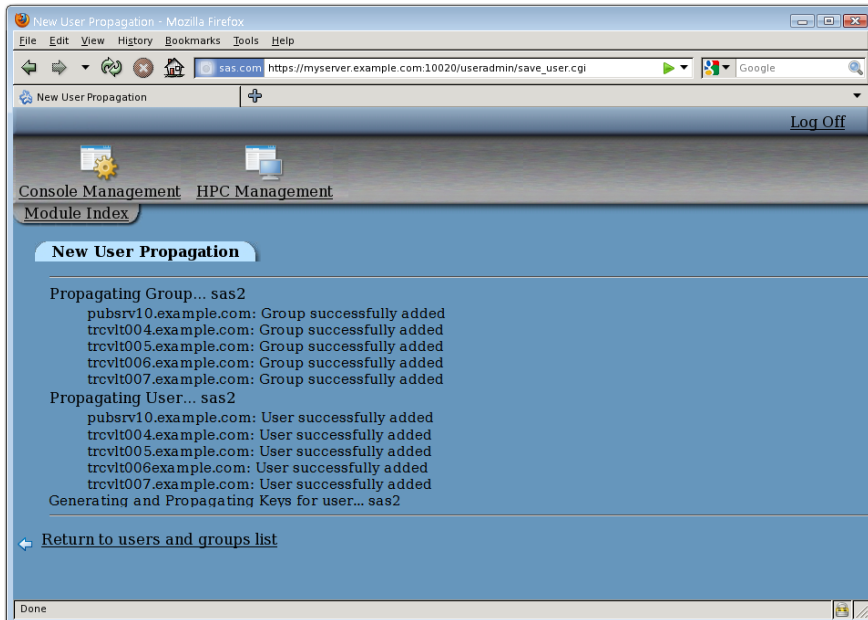 New User Propagation - Mozilla Firefox
File Edit View History Bookmarks Tools Help
sas.com https://myserver.example.com:10020/useradmin/save_user.cgi Google
New User Propagation
Log Off
Console Management HPC Management
Module Index
New User Propagation
Propagating Group... sas2
pubsrv10.example.com: Group successfully added
trcvlt004.example.com: Group successfully added
trcvlt005.example.com: Group successfully added
trcvlt006.example.com: Group successfully added
trcvlt007.example.com: Group successfully added
Propagating User... sas2
pubsrv10.example.com: User successfully added
trcvlt004.example.com: User successfully added
trcvlt005.example.com: User successfully added
trcvlt006example.com: User successfully added
trcvlt007.example.com: User successfully added
Generating and Propagating Keys for user... sas2
Return to users and groups list
Done